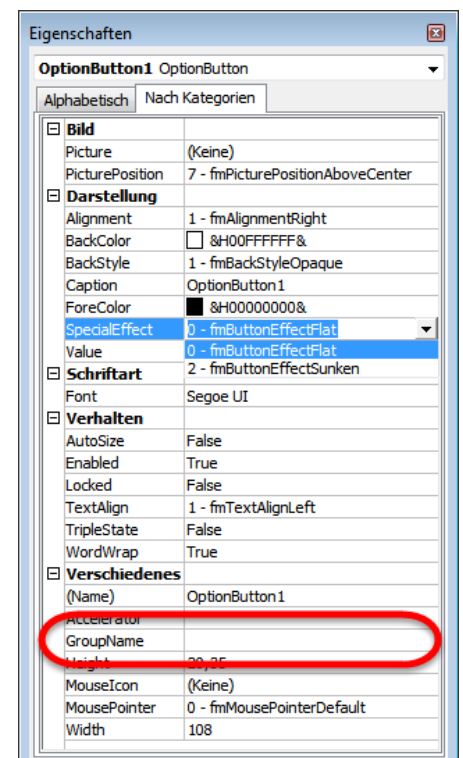 Eigenschaften
OptionButton1 OptionButton
Alphabetisch Nach Kategorien
Bild
Picture (Keine)
PicturePosition 7 - fmPicturePositionAboveCenter
Darstellung
Alignment 1 - fmAlignmentRight
BackColor &H00FFFFFF&
BackStyle 1 - fmBackStyleOpaque
Caption OptionButton1
ForeColor &H00000000&
SpecialEffect 0 - fmButtonEffectFlat
Value 0 - fmButtonEffectFlat
Schriftart 2 - fmButtonEffectSunken
Font Segoe UI
Verhalten
AutoSize False
Enabled True
Locked False
TextAlign 1 - fmTextAlignLeft
TripleState False
WordWrap True
Verschiedenes
(Name) OptionButton1
Accelerator
GroupName
Height
MouseIcon (Keine)
MousePointer 0 - fmMousePointerDefault
Width 108